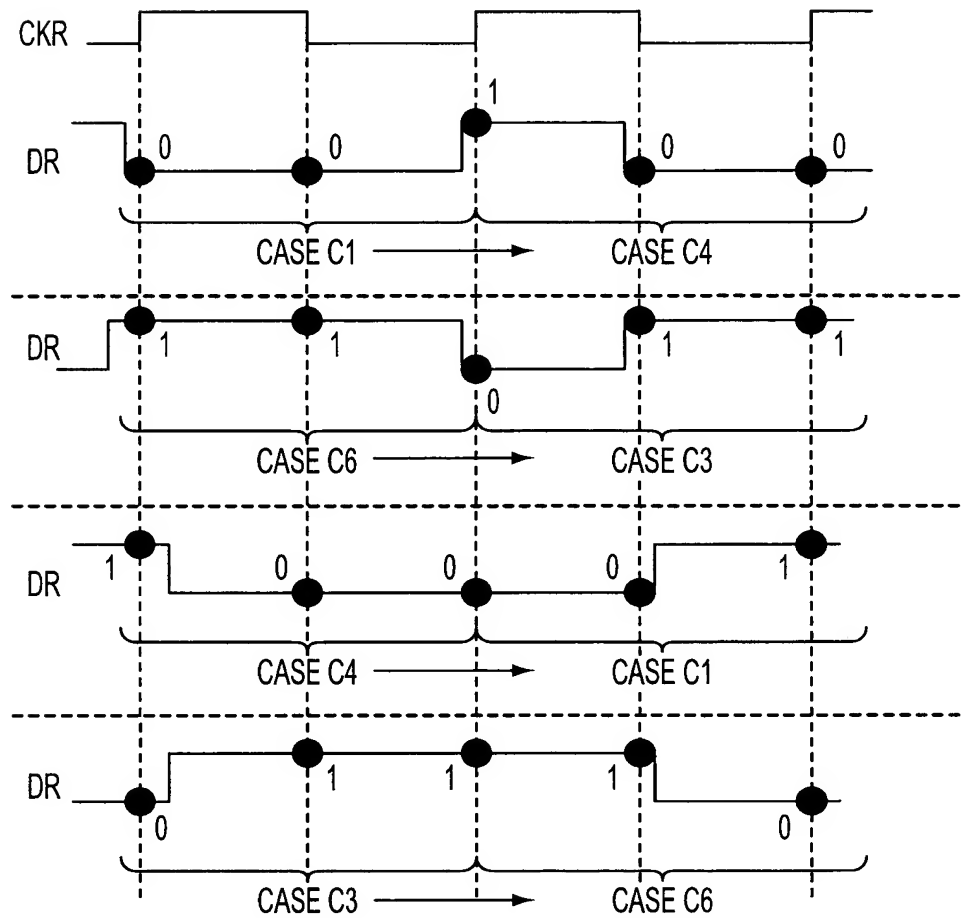 CKR
1
DR 0 0 0 0
CASE C1 CASE C4
DR 1 1 1 1
0
CASE C6 CASE C3
1 0 0 0 1
DR
CASE C4 CASE C1
DR 1 1 1
0 0
CASE C3 CASE C6